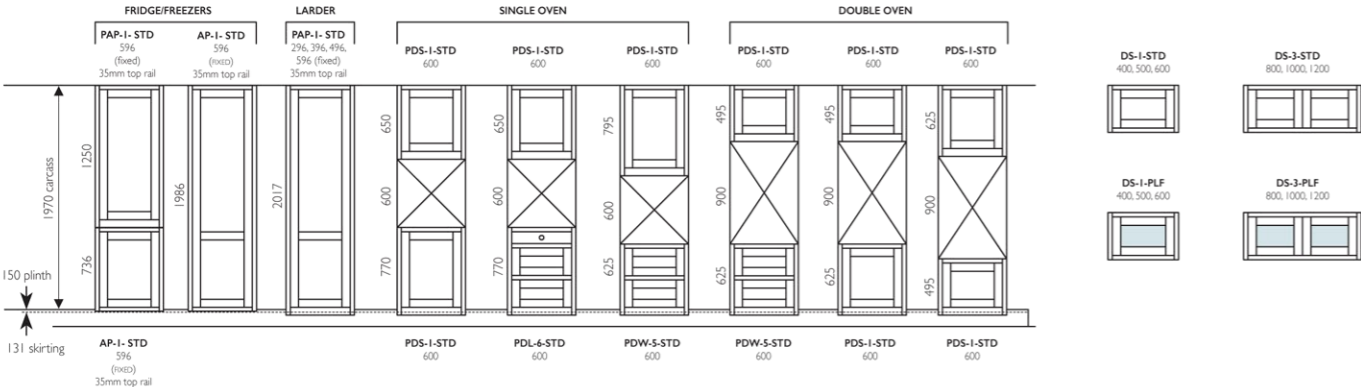 FRIDGE/FREEZERS
LARDER
SINGLE OVEN
DOUBLE OVEN
PAP-1- STD
596
(fixed)
35mm top rail
AP-1- STD
596
(FIXED)
35mm top rail
PAP-1- STD
296, 396, 496,
596 (fixed)
35mm top rail
PDS-1-STD
600
PDS-1-STD
600
PDS-1-STD
600
PDS-1-STD
600
PDS-1-STD
600
PDS-1-STD
600
DS-1-STD
400, 500, 600
DS-3-STD
800, 1000, 1200
1970 carcass
1250
736
1986
2017
650
600
770
650
600
770
795
600
625
495
900
625
495
900
625
625
900
495
DS-1-PLF
400, 500, 600
DS-3-PLF
800, 1000, 1200
150 plinth
131 skirting
AP-1- STD
596
(FIXED)
35mm top rail
PDS-1-STD
600
PDL-6-STD
600
PDW-5-STD
600
PDW-5-STD
600
PDS-1-STD
600
PDS-1-STD
600